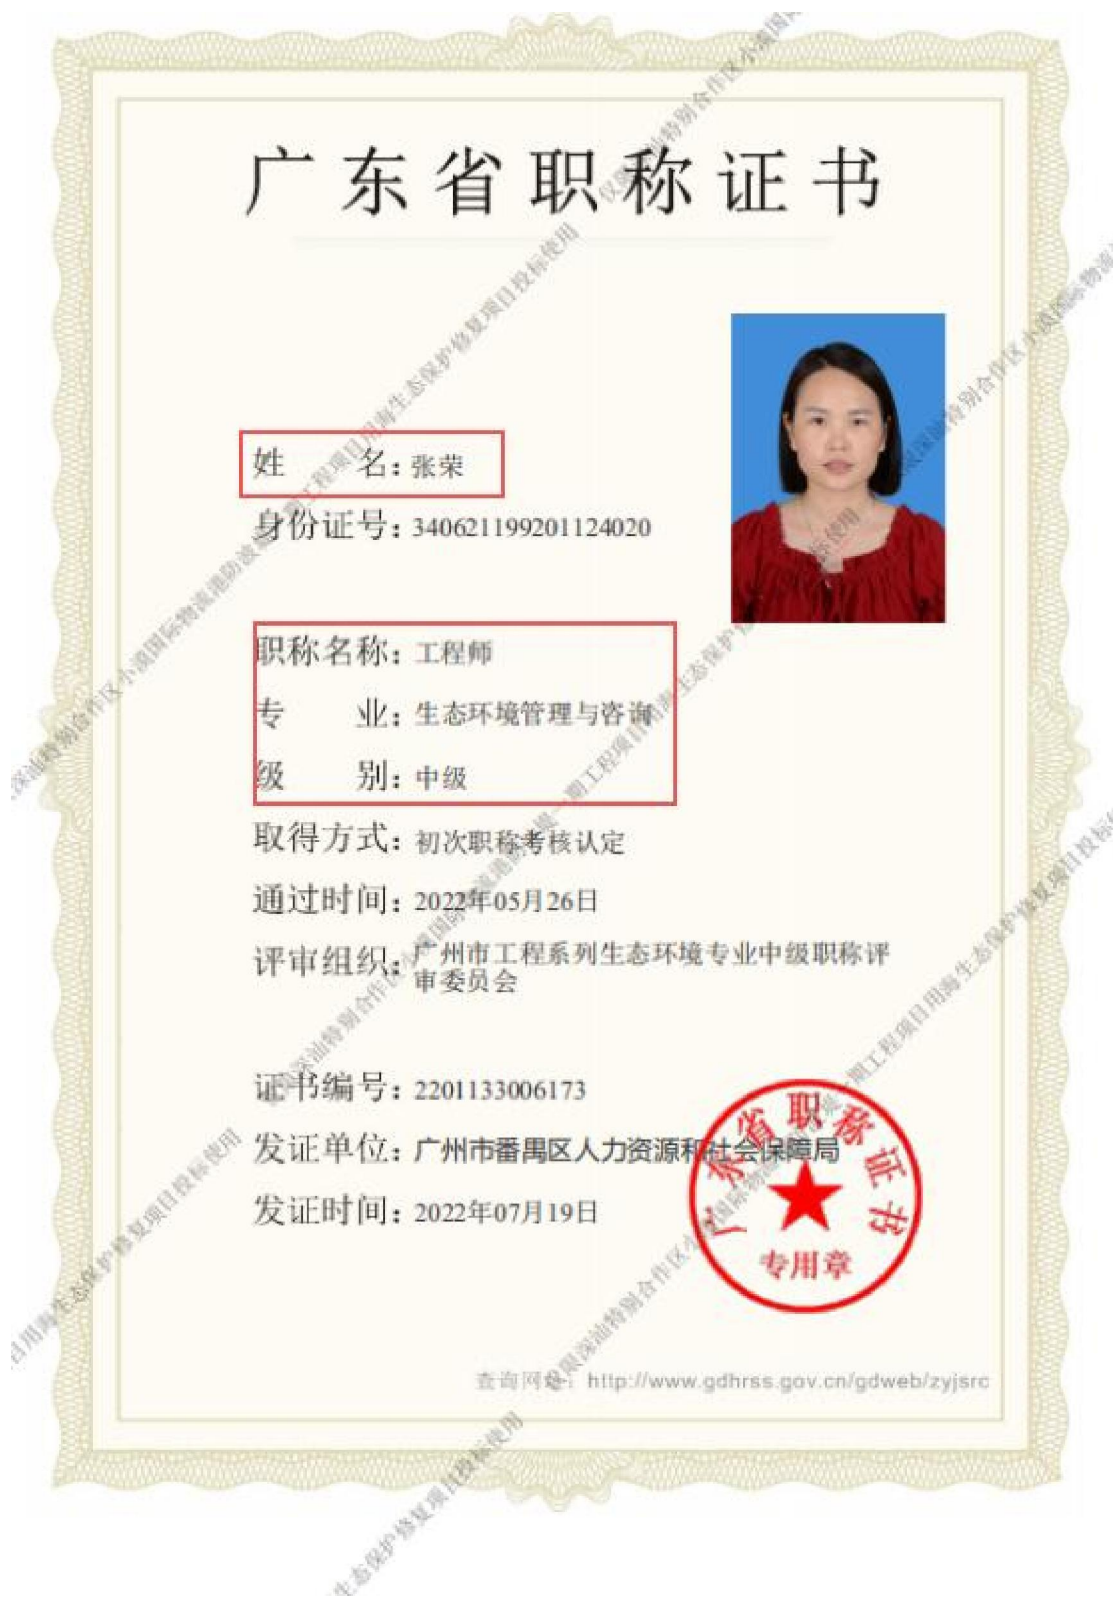 广东省职称证书
姓 名：张荣
身份证号：340621199201124020
职称名称：工程师
专 业：生态环境管理与咨询
级 别：中级
取得方式：初次职称考核认定
通过时间：2022年05月26日
评审组织：广州市工程系列生态环境专业中级职称评
审委员会
证书编号：2201133006173
发证单位：广州市番禺区人力资源和社会保障局
发证时间：2022年07月19日
广东省职称证书
专用章
查询网址：http://www.gdhrss.gov.cn/gdweb/zyjsrc